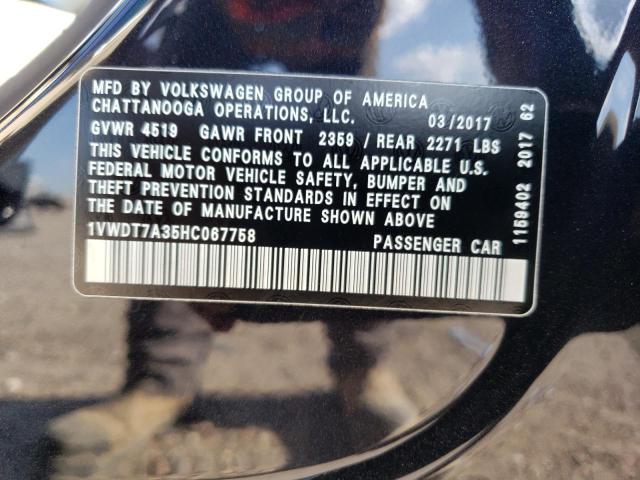 MFD BY VOLKSWAGEN GROUP OF AMERICA
CHATTANOOGA OPERATIONS, LLC. 03/2017
GVWR 4519 GAWR FRONT 2359 / REAR 2271 LBS
THIS VEHICLE CONFORMS TO ALL APPLICABLE U.S.
FEDERAL MOTOR VEHICLE SAFETY, BUMPER AND
THEFT PREVENTION STANDARDS IN EFFECT ON
THE DATE OF MANUFACTURE SHOWN ABOVE
1VWDT7A35HC067758 PASSENGER CAR
1159402 2017 62